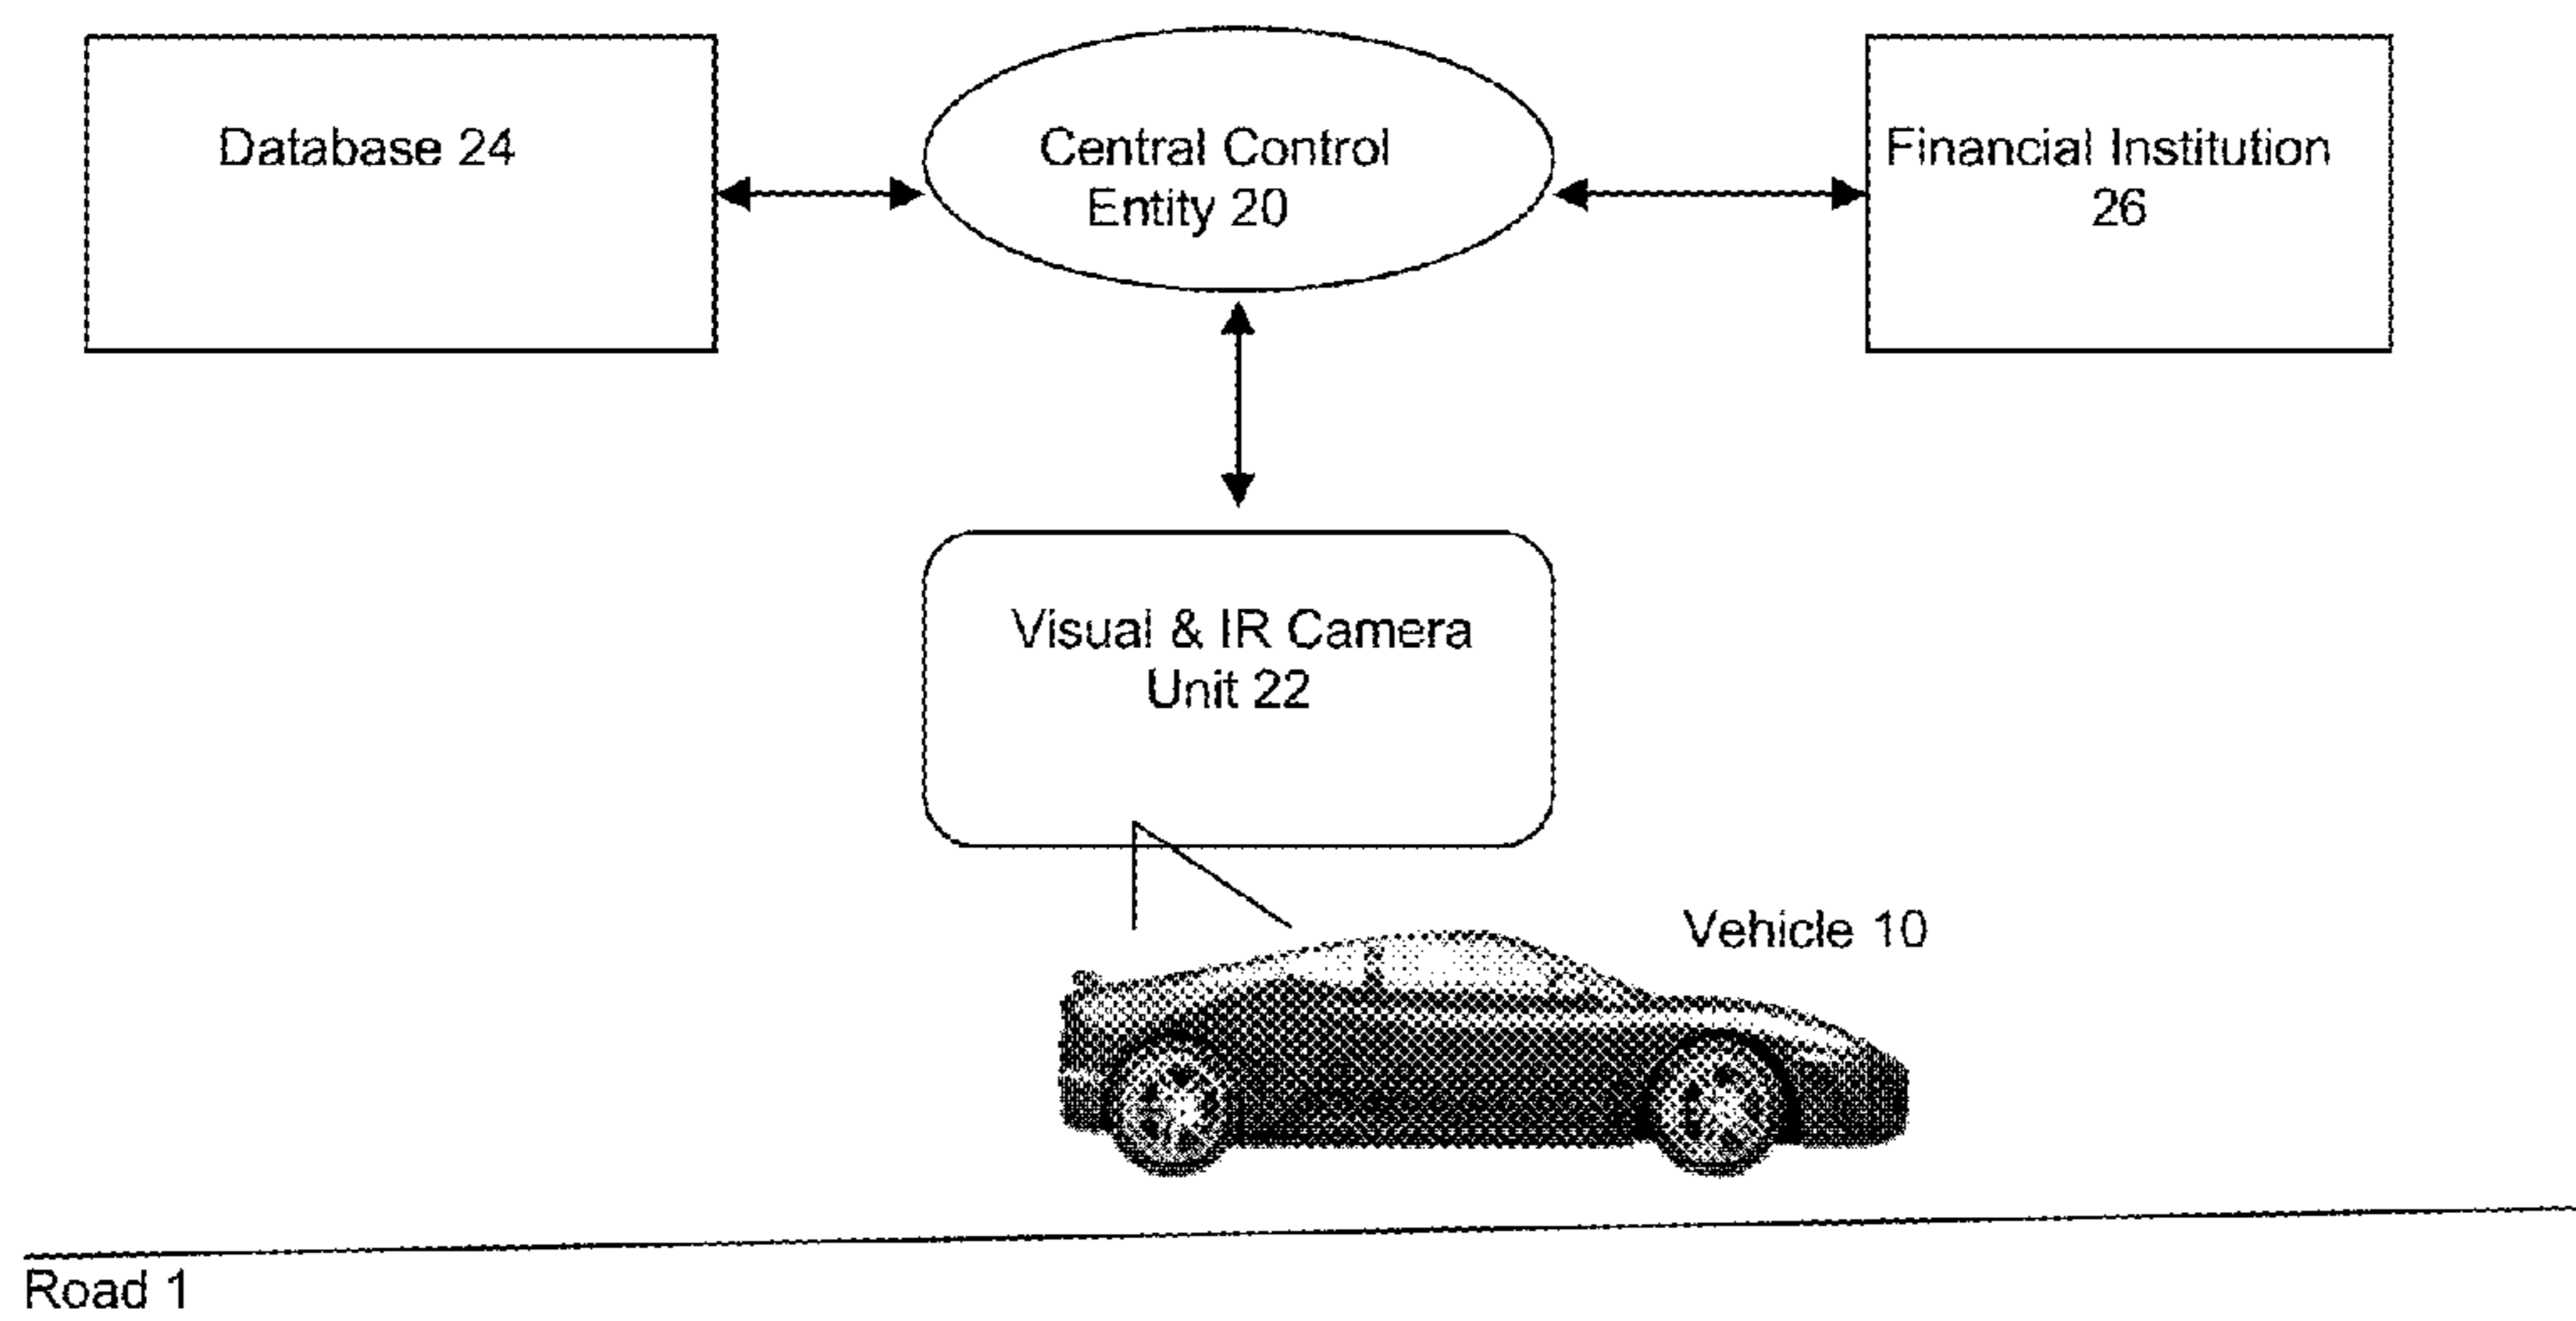 Database 24
Central Control
Entity 20
Financial Institution
26
Visual & IR Camera
Unit 22
Vehicle 10
Road 1